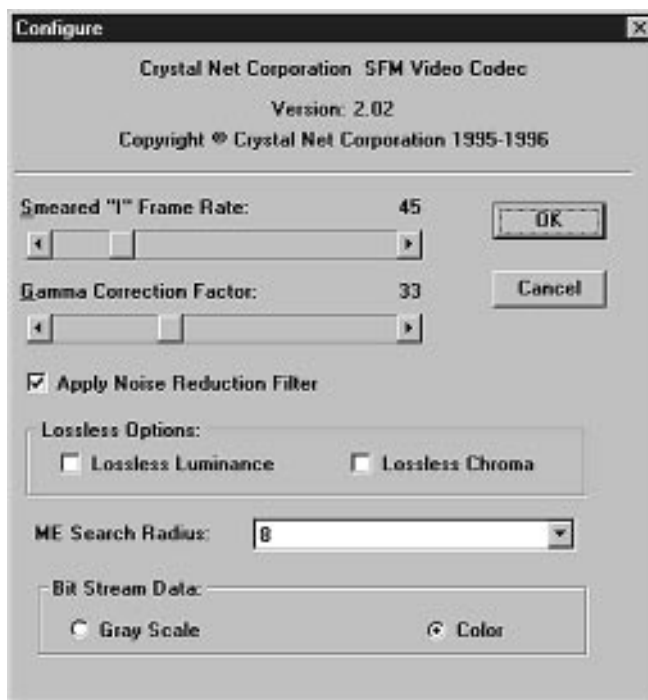 Configure
Crystal Net Corporation SFM Video Codec
Version: 2.02
Copyright © Crystal Net Corporation 1995-1996
Smeared "I" Frame Rate: 45
OK
Gamma Correction Factor: 33
Cancel
Apply Noise Reduction Filter
Lossless Options:
Lossless Luminance Lossless Chroma
ME Search Radius: 8
Bit Stream Data:
Gray Scale Color